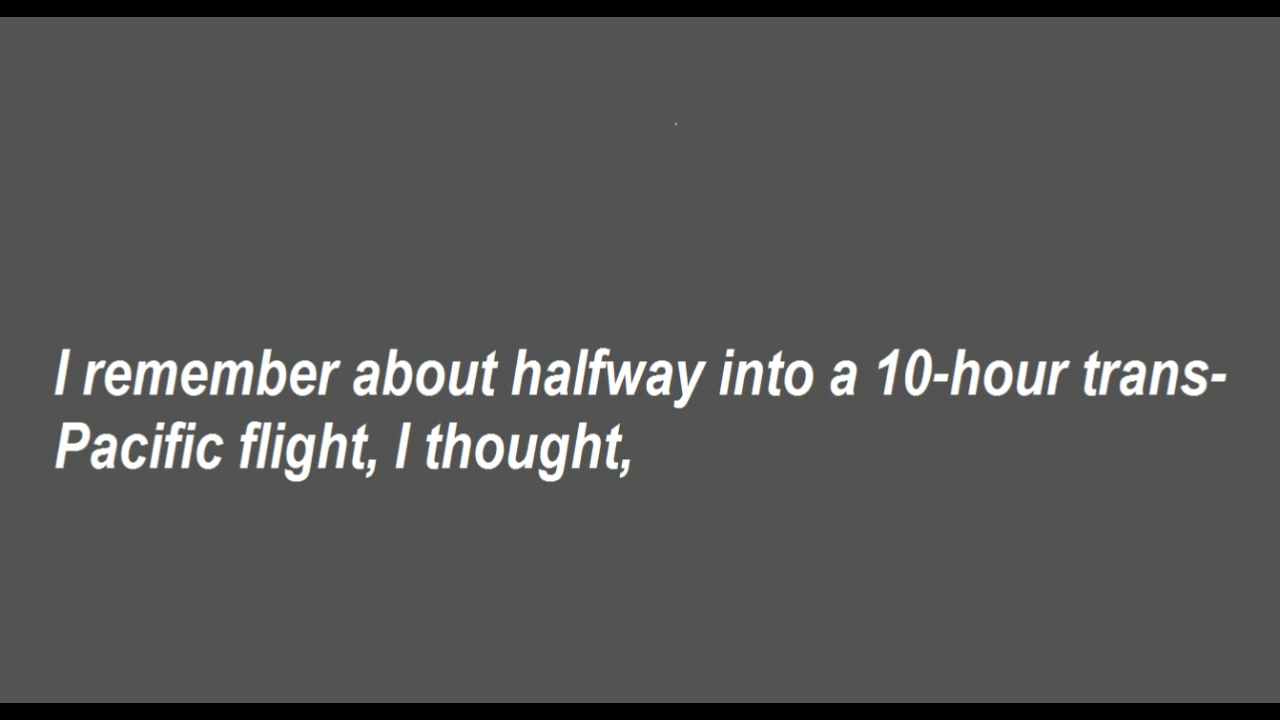 I remember about halfway into a 10-hour trans-
Pacific flight, I thought,